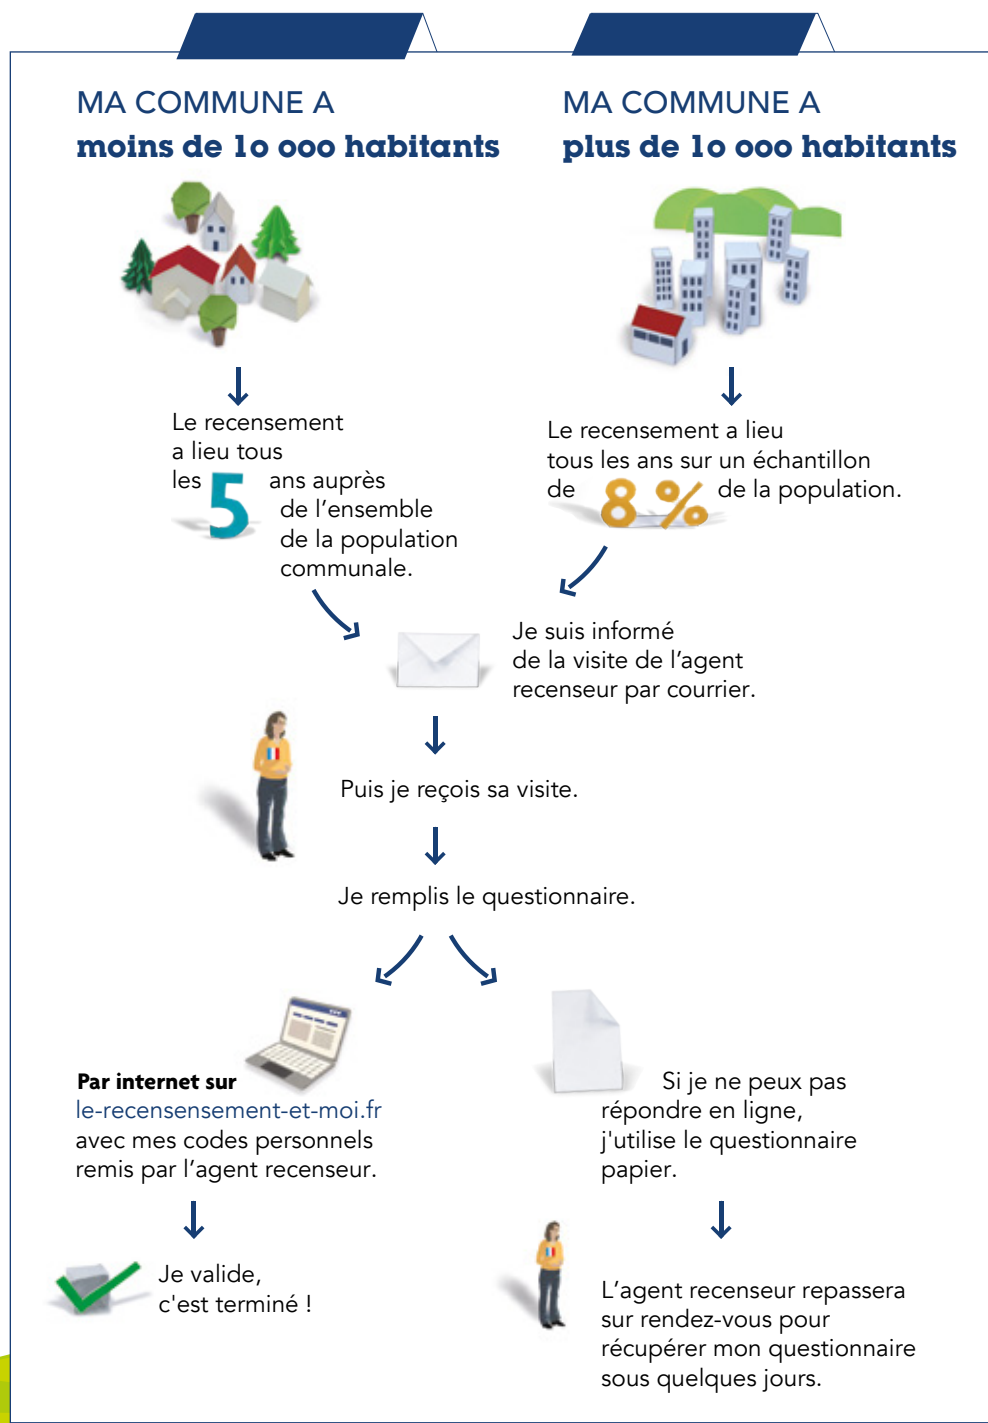 MA COMMUNE A
moins de 10 000 habitants
MA COMMUNE A
plus de 10 000 habitants
Le recensement
a lieu tous
les 5 ans auprès
de l'ensemble
de la population
communale.
Le recensement a lieu
tous les ans sur un échantillon
de 8 % de la population.
Je suis informé
de la visite de l'agent
recenseur par courrier.
Puis je reçois sa visite.
Je remplis le questionnaire.
Par internet sur
le-recensensement-et-moi.fr
avec mes codes personnels
remis par l'agent recenseur.
Si je ne peux pas
répondre en ligne,
j'utilise le questionnaire
papier.
Je valide,
c'est terminé !
L'agent recenseur repassera
sur rendez-vous pour
récupérer mon questionnaire
sous quelques jours.